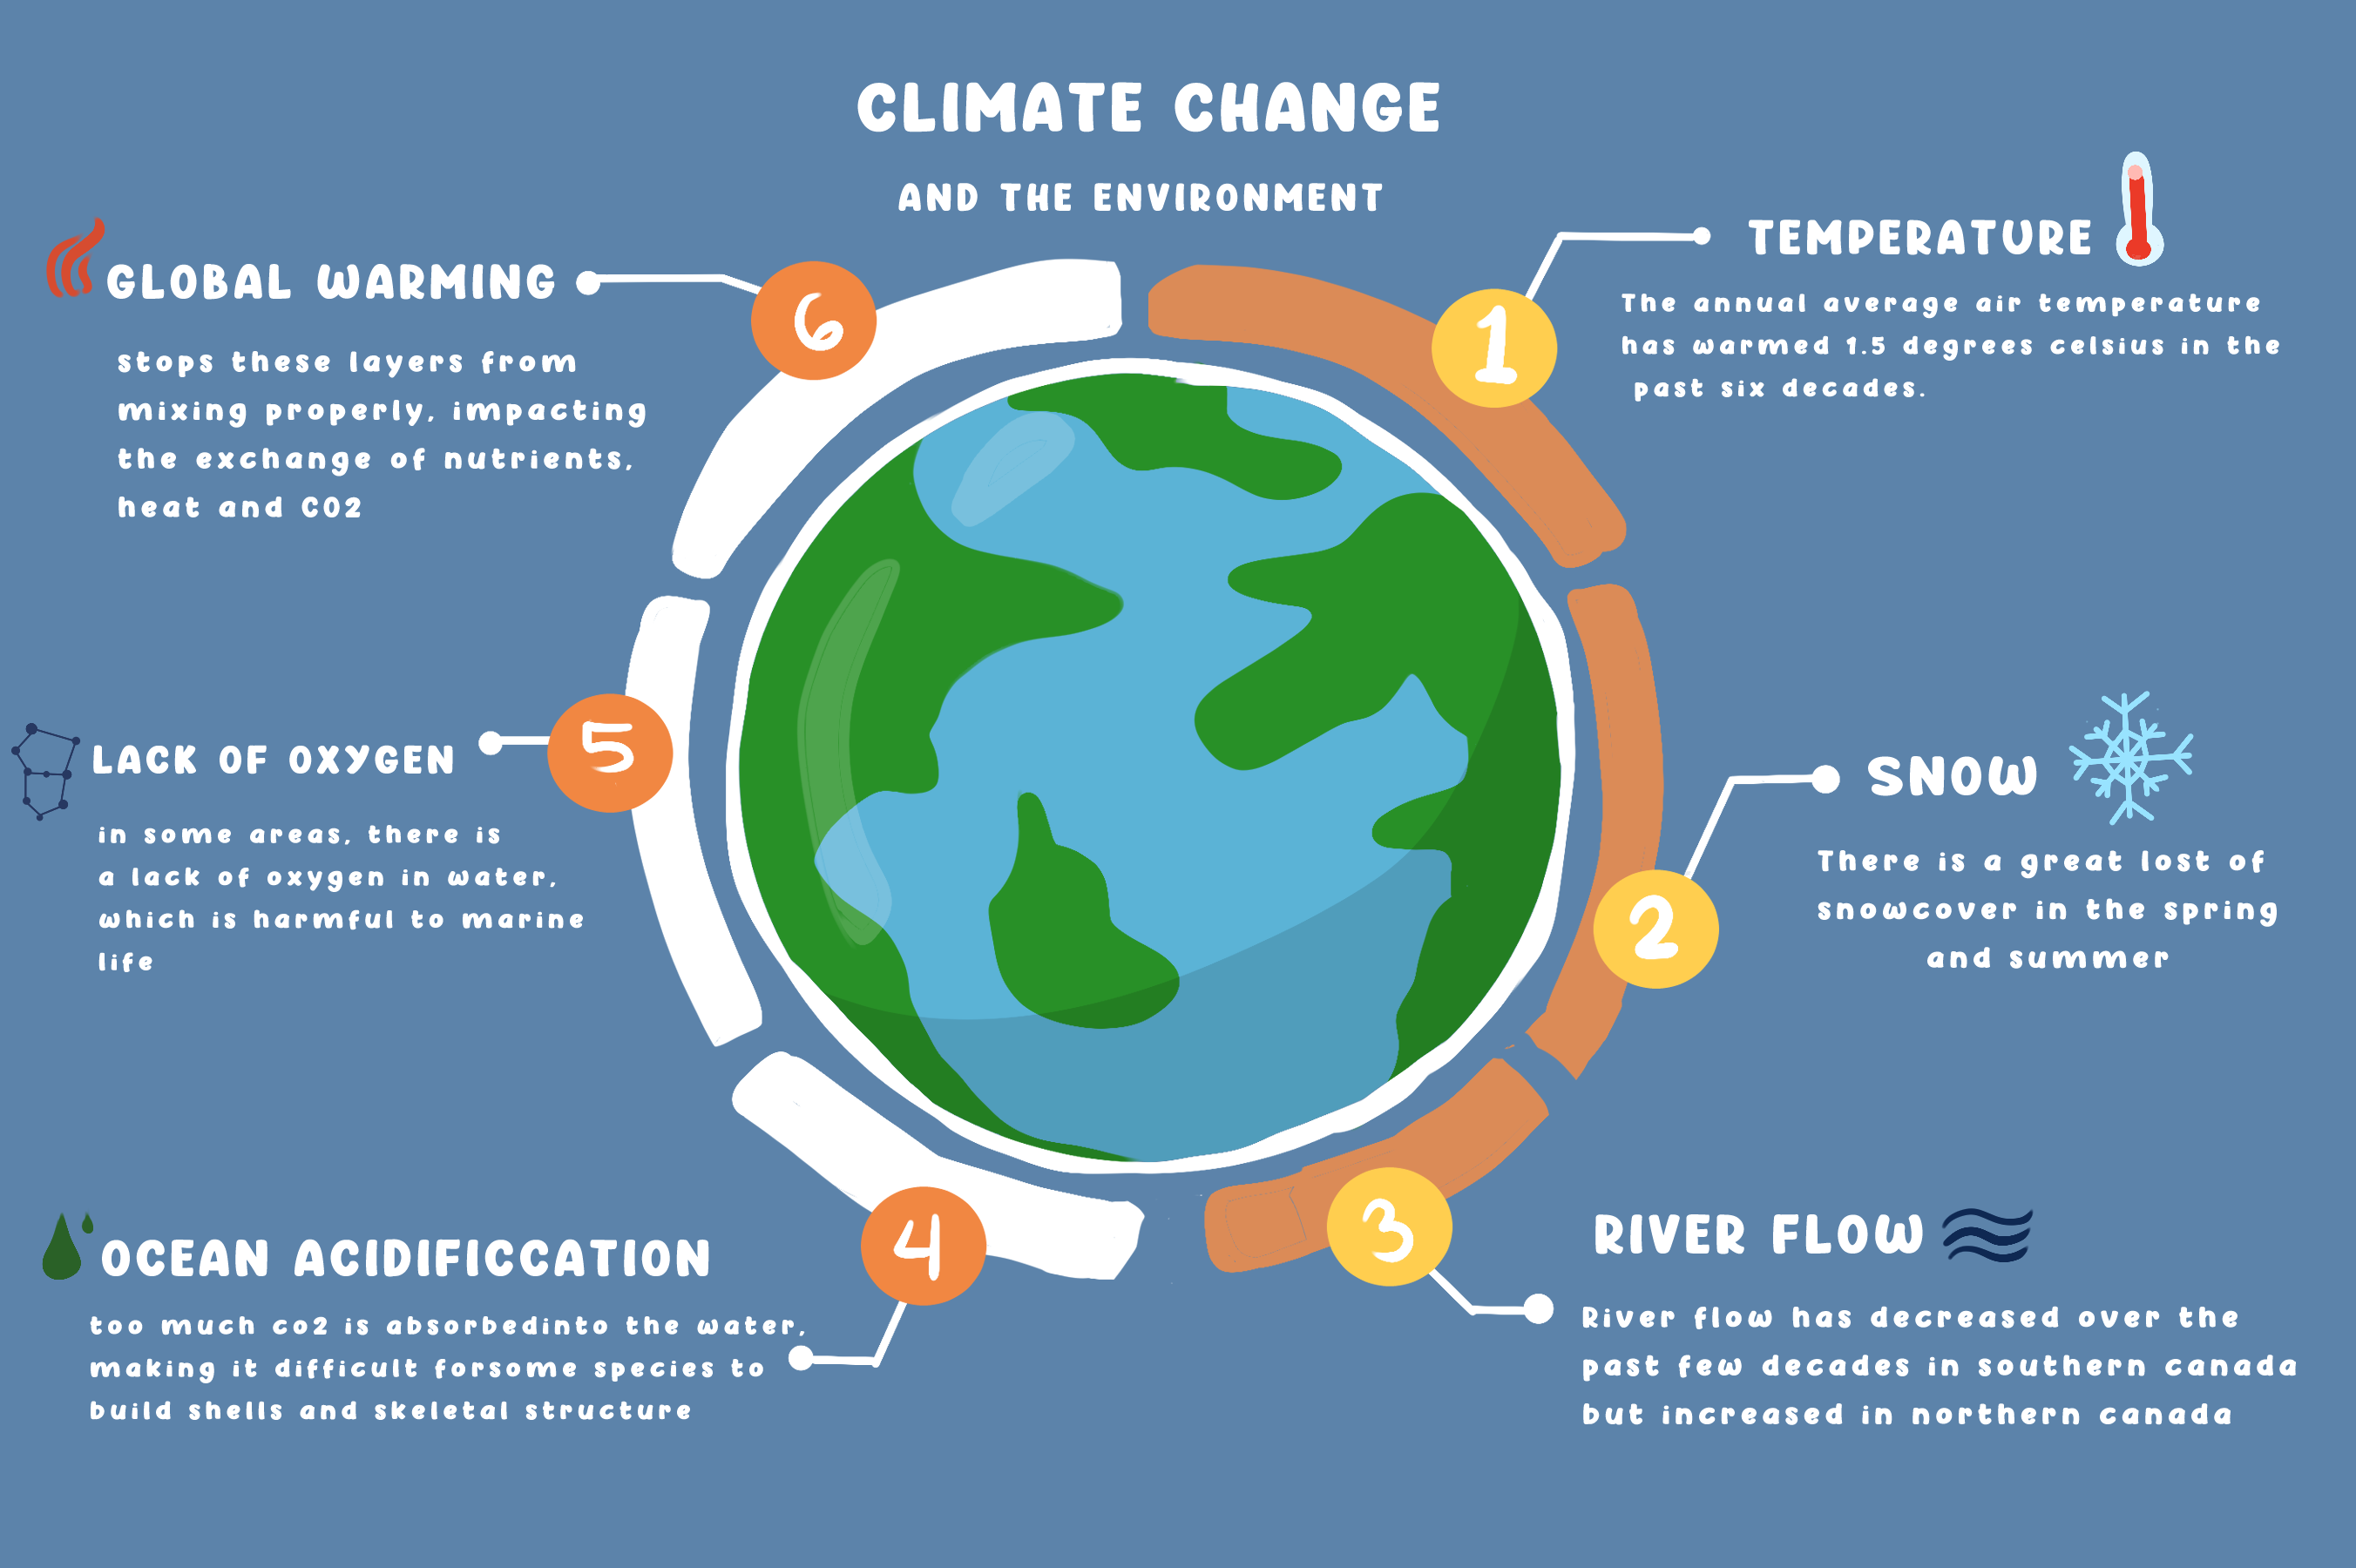 CLIMATE CHANGE
AND THE ENVIRONMENT
1
TEMPERATURE
The annual average air temperature
has warmed 1.5 degrees celsius in the
past six decades.
2
SNOW
There is a great lost of
snowcover in the spring
and summer
3
RIVER FLOW
River flow has decreased over the
past few decades in southern canada
but increased in northern canada
4
OCEAN ACIDIFICCATION
too much co2 is absorbedinto the water,
making it difficult forsome species to
build shells and skeletal structure
5
LACK OF OXYGEN
in some areas, there is
a lack of oxygen in water,
which is harmful to marine
life
6
GLOBAL WARMING
stops these layers from
mixing properly, impacting
the exchange of nutrients,
heat and CO2